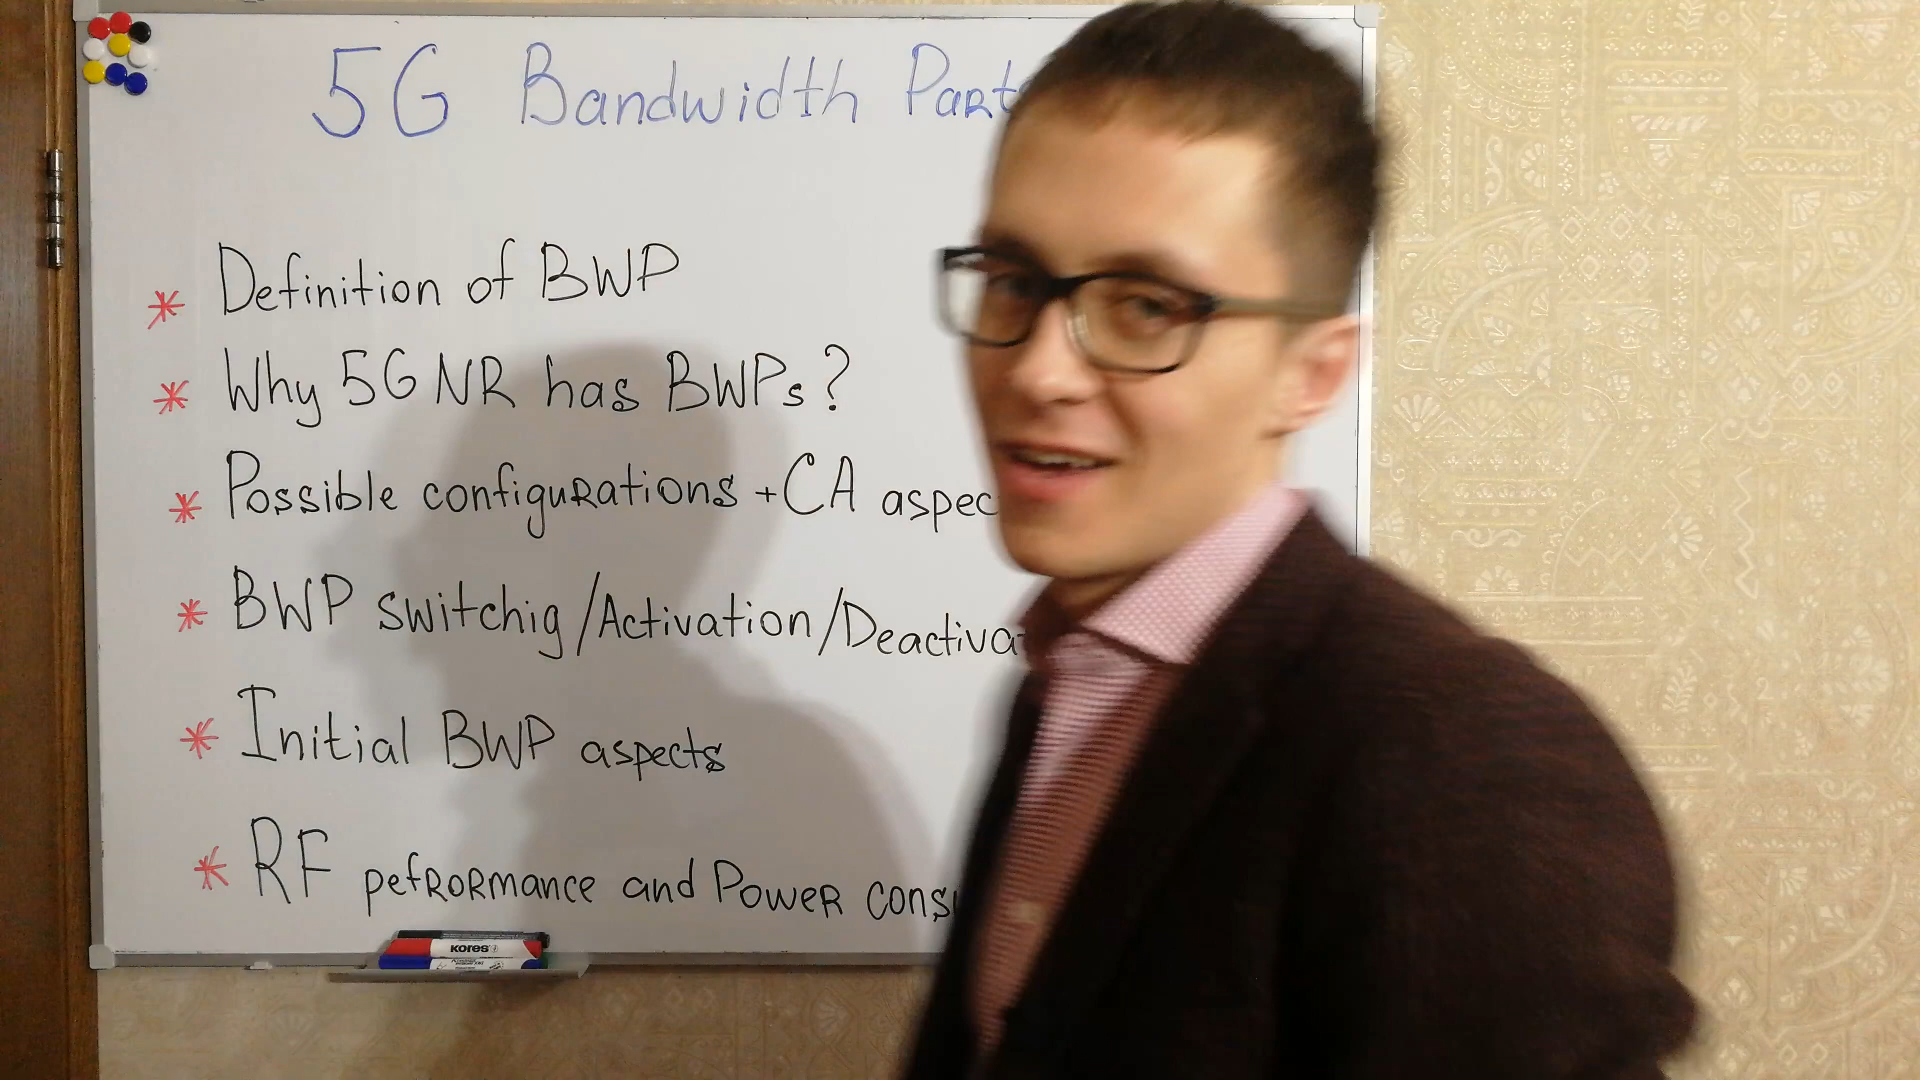 5G Bandwidth Part
* Definition of BWP
* Why 5G NR has BWPs?
* Possible configurations + CA aspec
* BWP switchig / Activation / Deactiva
* Initial BWP aspects
* RF pefrormance and Power cons
kores